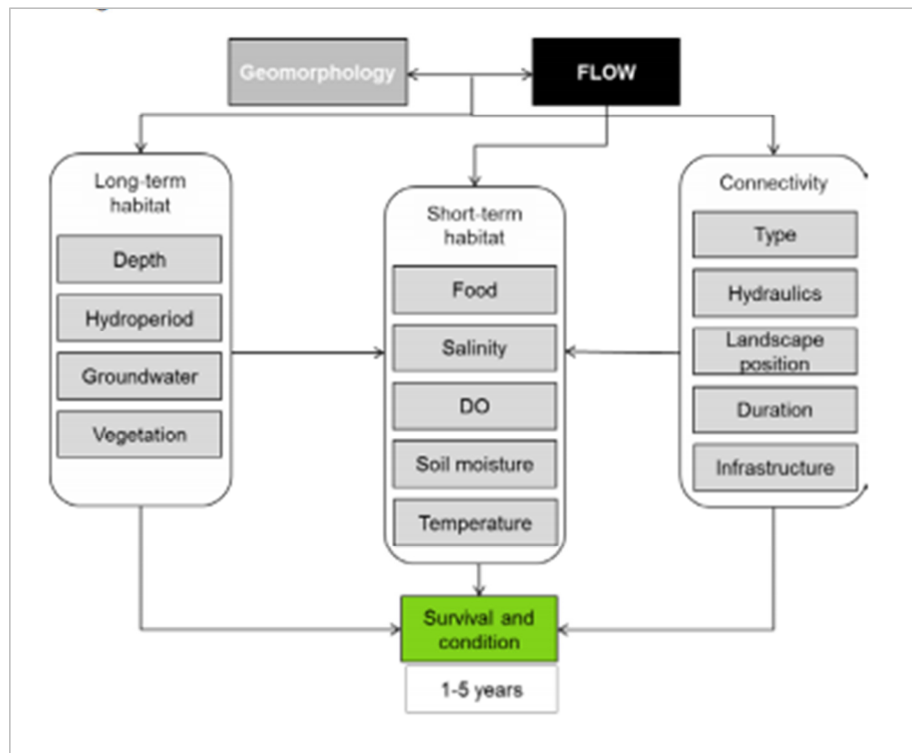 Geomorphology
FLOW
Long-term
habitat
Depth
Hydroperiod
Groundwater
Vegetation
Short-term
habitat
Food
Salinity
DO
Soil moisture
Temperature
Connectivity
Type
Hydraulics
Landscape
position
Duration
Infrastructure
Survival and
condition
1-5 years